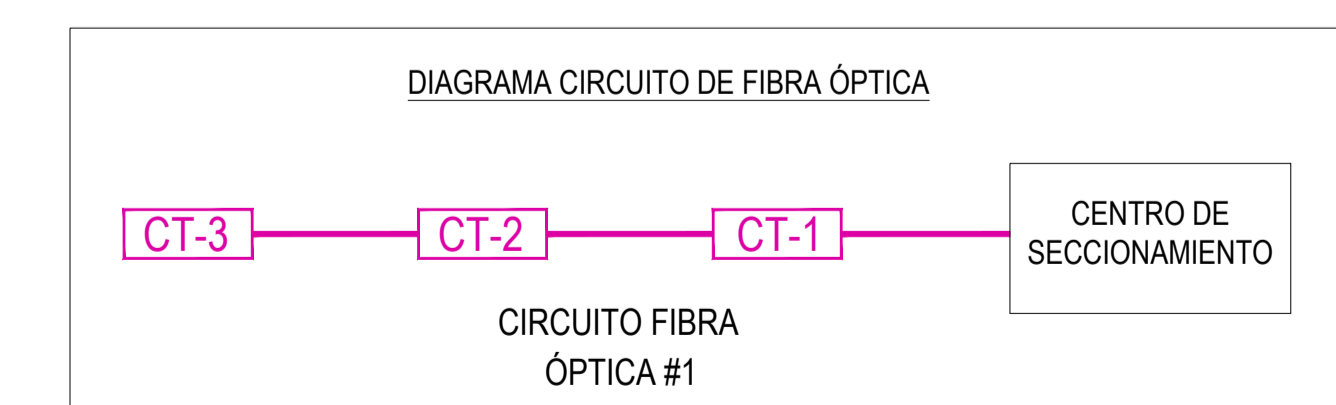 DIAGRAMA CIRCUITO DE FIBRA ÓPTICA
CT-3
CT-2
CT-1
CENTRO DE
SECCIONAMIENTO
CIRCUITO FIBRA
ÓPTICA #1